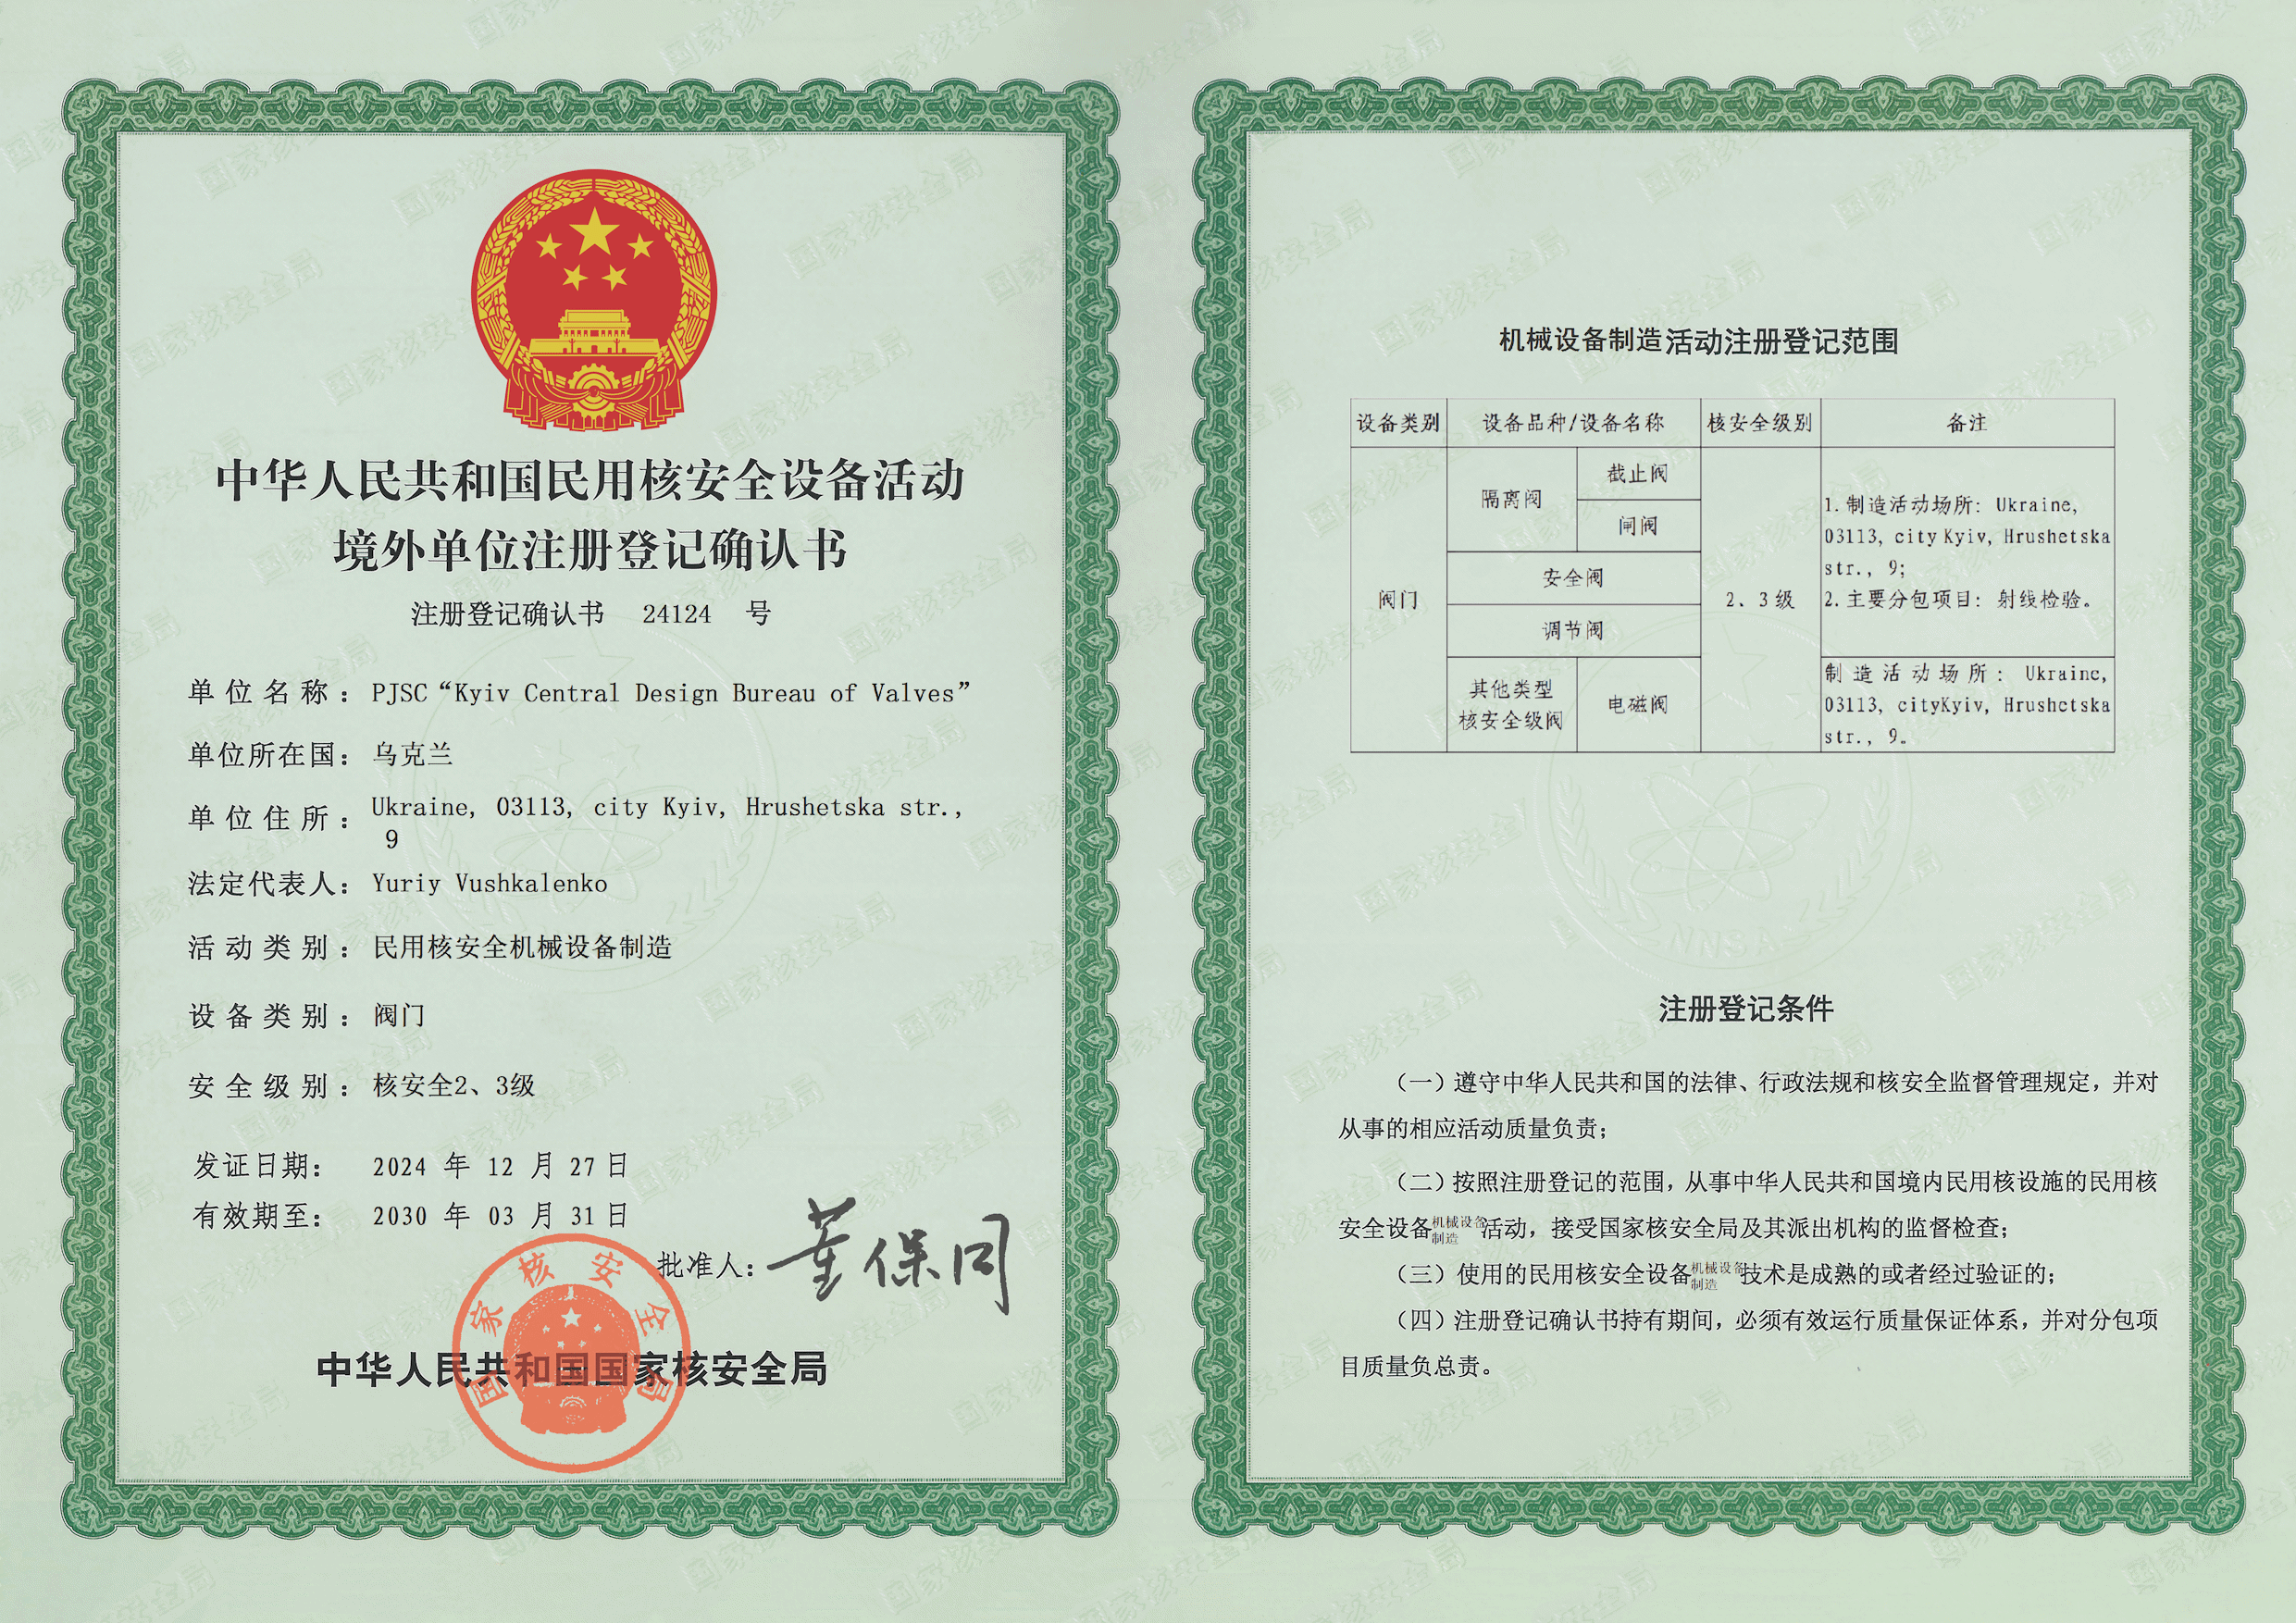 中华人民共和国民用核安全设备活动
境外单位注册登记确认书
注册登记确认书 24124 号
单位名称：PJSC“Kyiv Central Design Bureau of Valves”
单位所在国：乌克兰
单位住所：Ukraine, 03113, city Kyiv, Hrushetska str.,
9
法定代表人：Yuriy Vushkalenko
活动类别：民用核安全机械设备制造
设备类别：阀门
安全级别：核安全2、3级
发证日期： 2024 年 12 月 27 日
有效期至： 2030 年 03 月 31 日
批准人：董保同
中华人民共和国国家核安全局
国家核安全局
机械设备制造活动注册登记范围
设备类别 设备品种/设备名称 核安全级别 备注
阀门
隔离阀
截止阀
闸阀
安全阀
调节阀
其他类型
核安全级阀
电磁阀
2、3级
1.制造活动场所：Ukraine,
03113, city Kyiv, Hrushetska
str., 9;
2.主要分包项目：射线检验。
制造活动场所：Ukraine,
03113, cityKyiv, Hrushetska
str., 9。
NNSA
注册登记条件
（一）遵守中华人民共和国的法律、行政法规和核安全监督管理规定，并对
从事的相应活动质量负责；
（二）按照注册登记的范围，从事中华人民共和国境内民用核设施的民用核
安全设备机械设备制造活动，接受国家核安全局及其派出机构的监督检查；
（三）使用的民用核安全设备机械设备制造技术是成熟的或者经过验证的；
（四）注册登记确认书持有期间，必须有效运行质量保证体系，并对分包项
目质量负总责。